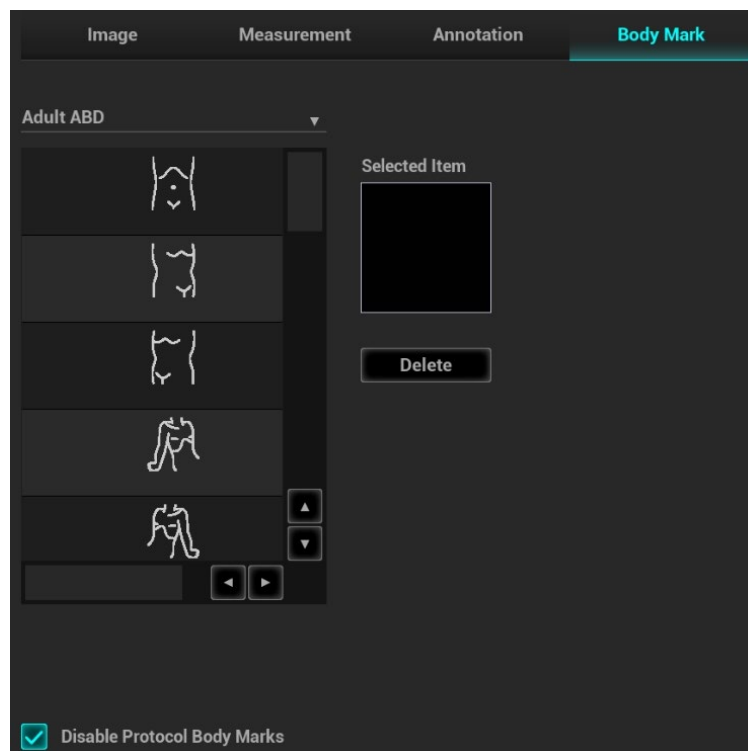 Image
Measurement
Annotation
Body Mark
Adult ABD
Selected Item
Delete
Disable Protocol Body Marks